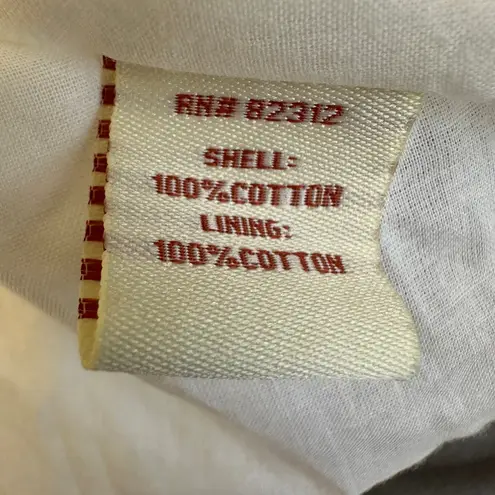 RN# 82312
SHELL:
100%COTTON
LINING:
100%COTTON